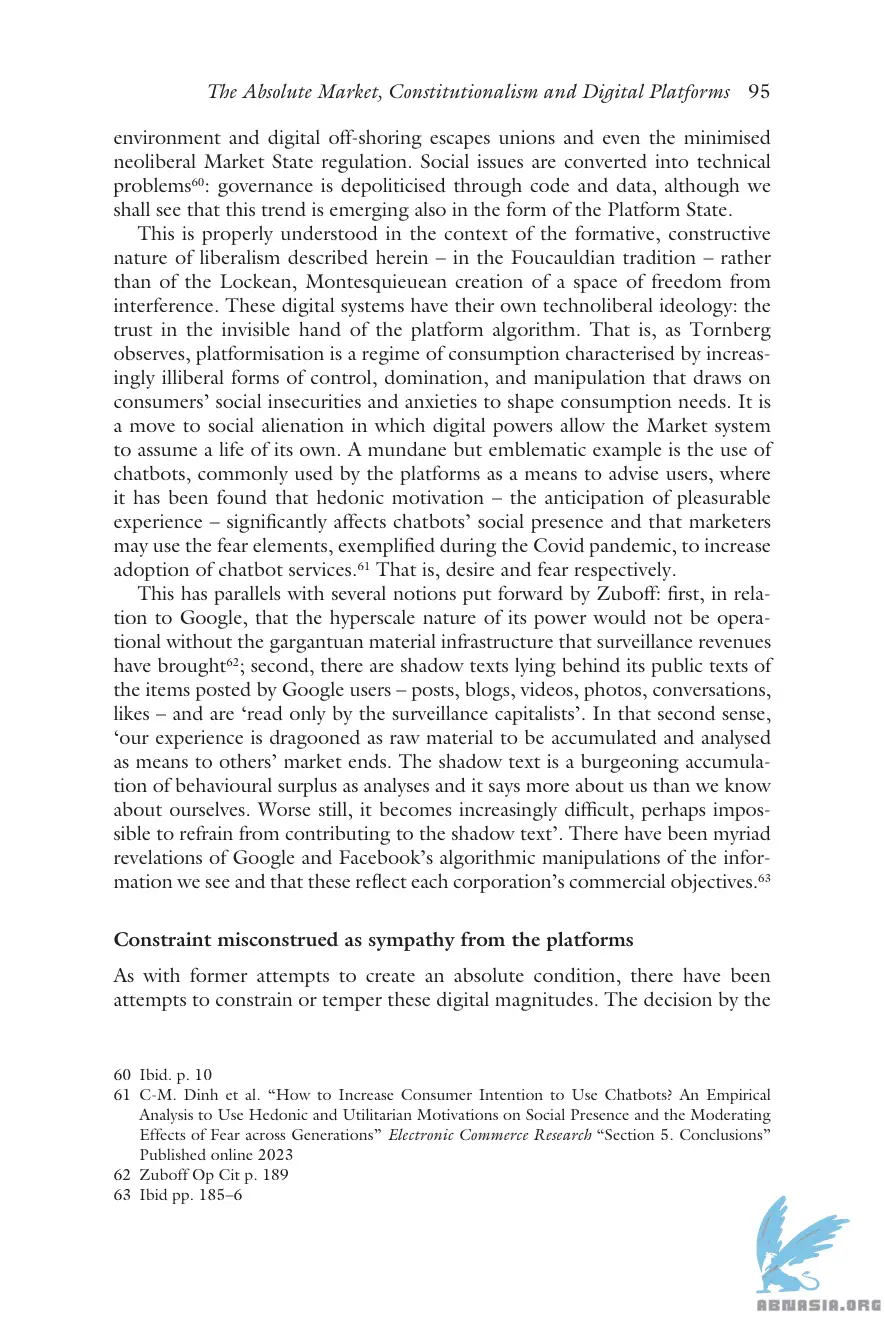 The Absolute Market, Constitutionalism and Digital Platforms 95
environment and digital off-shoring escapes unions and even the minimised
neoliberal Market State regulation. Social issues are converted into technical
problems⁶⁰: governance is depoliticised through code and data, although we
shall see that this trend is emerging also in the form of the Platform State.
This is properly understood in the context of the formative, constructive
nature of liberalism described herein – in the Foucauldian tradition – rather
than of the Lockean, Montesquieuean creation of a space of freedom from
interference. These digital systems have their own technoliberal ideology: the
trust in the invisible hand of the platform algorithm. That is, as Tornberg
observes, platformisation is a regime of consumption characterised by increas-
ingly illiberal forms of control, domination, and manipulation that draws on
consumers’ social insecurities and anxieties to shape consumption needs. It is
a move to social alienation in which digital powers allow the Market system
to assume a life of its own. A mundane but emblematic example is the use of
chatbots, commonly used by the platforms as a means to advise users, where
it has been found that hedonic motivation – the anticipation of pleasurable
experience – significantly affects chatbots’ social presence and that marketers
may use the fear elements, exemplified during the Covid pandemic, to increase
adoption of chatbot services.⁶¹ That is, desire and fear respectively.
This has parallels with several notions put forward by Zuboff: first, in rela-
tion to Google, that the hyperscale nature of its power would not be opera-
tional without the gargantuan material infrastructure that surveillance revenues
have brought⁶²; second, there are shadow texts lying behind its public texts of
the items posted by Google users – posts, blogs, videos, photos, conversations,
likes – and are ‘read only by the surveillance capitalists’. In that second sense,
‘our experience is dragooned as raw material to be accumulated and analysed
as means to others’ market ends. The shadow text is a burgeoning accumula-
tion of behavioural surplus as analyses and it says more about us than we know
about ourselves. Worse still, it becomes increasingly difficult, perhaps impos-
sible to refrain from contributing to the shadow text’. There have been myriad
revelations of Google and Facebook’s algorithmic manipulations of the infor-
mation we see and that these reflect each corporation’s commercial objectives.⁶³
Constraint misconstrued as sympathy from the platforms
As with former attempts to create an absolute condition, there have been
attempts to constrain or temper these digital magnitudes. The decision by the
60 Ibid. p. 10
61 C-M. Dinh et al. “How to Increase Consumer Intention to Use Chatbots? An Empirical
Analysis to Use Hedonic and Utilitarian Motivations on Social Presence and the Moderating
Effects of Fear across Generations” Electronic Commerce Research “Section 5. Conclusions”
Published online 2023
62 Zuboff Op Cit p. 189
63 Ibid pp. 185–6
ABNASIA.ORG